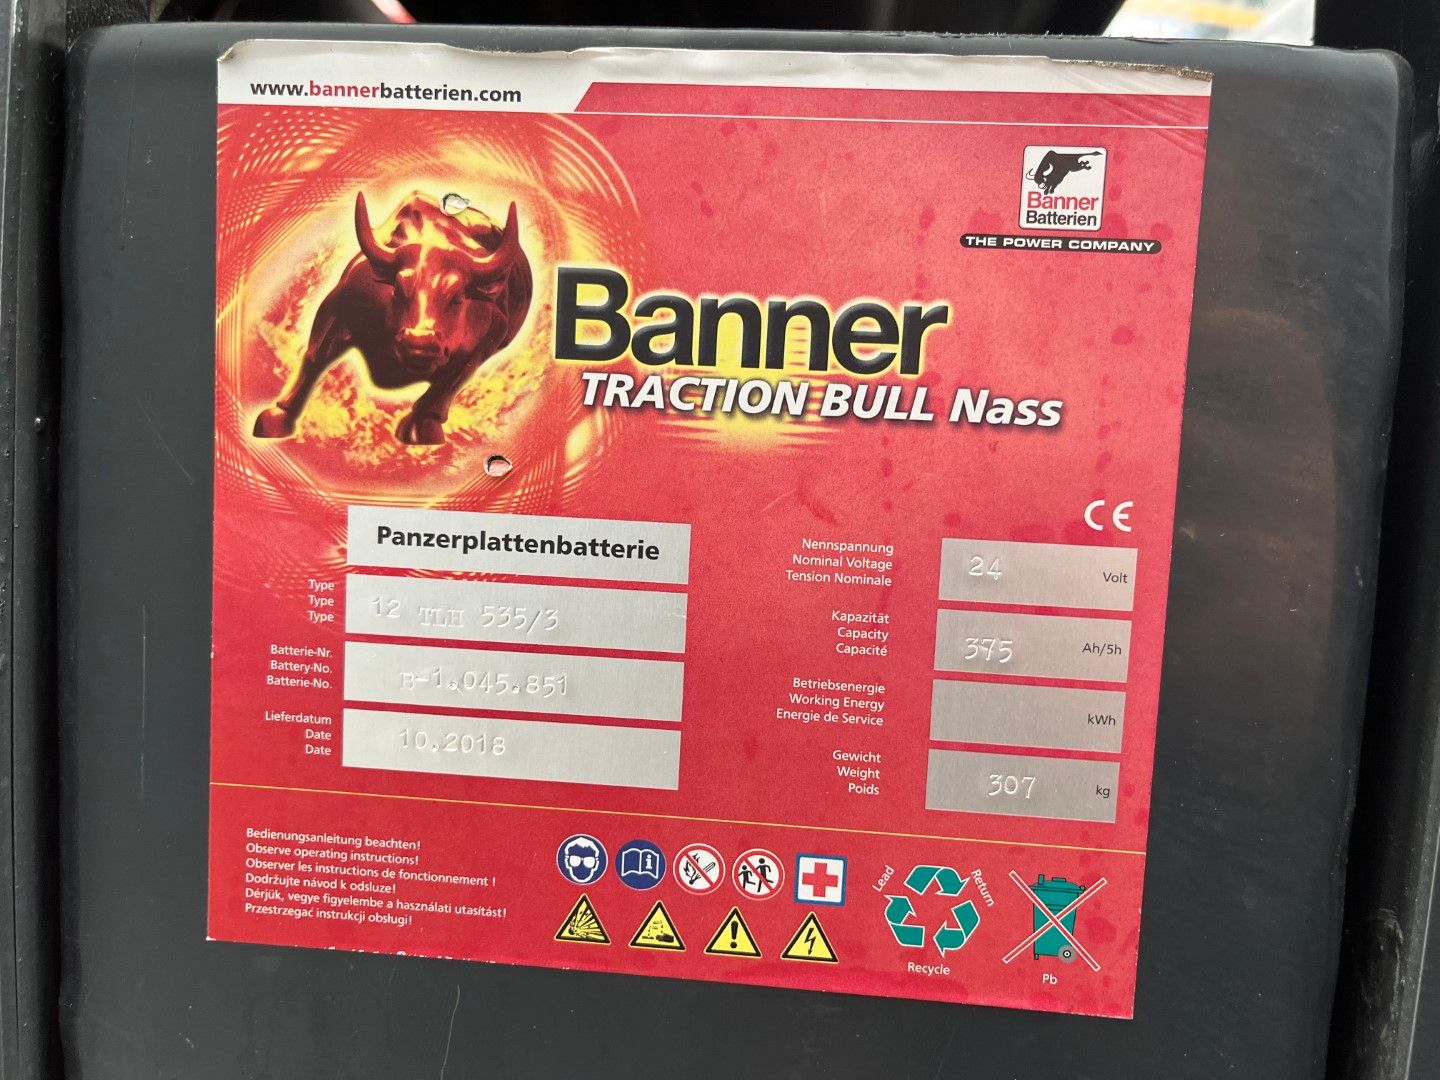 www.bannerbatterien.com
Banner
Batterien
THE POWER COMPANY
Banner
TRACTION BULL Nass
CE
Panzerplattenbatterie
Type
Type
Type
12 TLH 535/3
Batterie-Nr.
Battery-No.
Batterie-No.
B-1.045.851
Lieferdatum
Date
Date
10.2018
Nennspannung
Nominal Voltage
Tension Nominale
24 Volt
Kapazität
Capacity
Capacité
375 Ah/5h
Betriebsenergie
Working Energy
Energie de Service
kWh
Gewicht
Weight
Poids
307 kg
Bedienungsanleitung beachten!
Observe operating instructions!
Observer les instructions de fonctionnement !
Dodržujte návod k odsluze!
Dérjük, vegye figyelembe a használati utasítást!
Przestrzegać instrukcji obsługi!
Lead
Return
Recycle
Pb